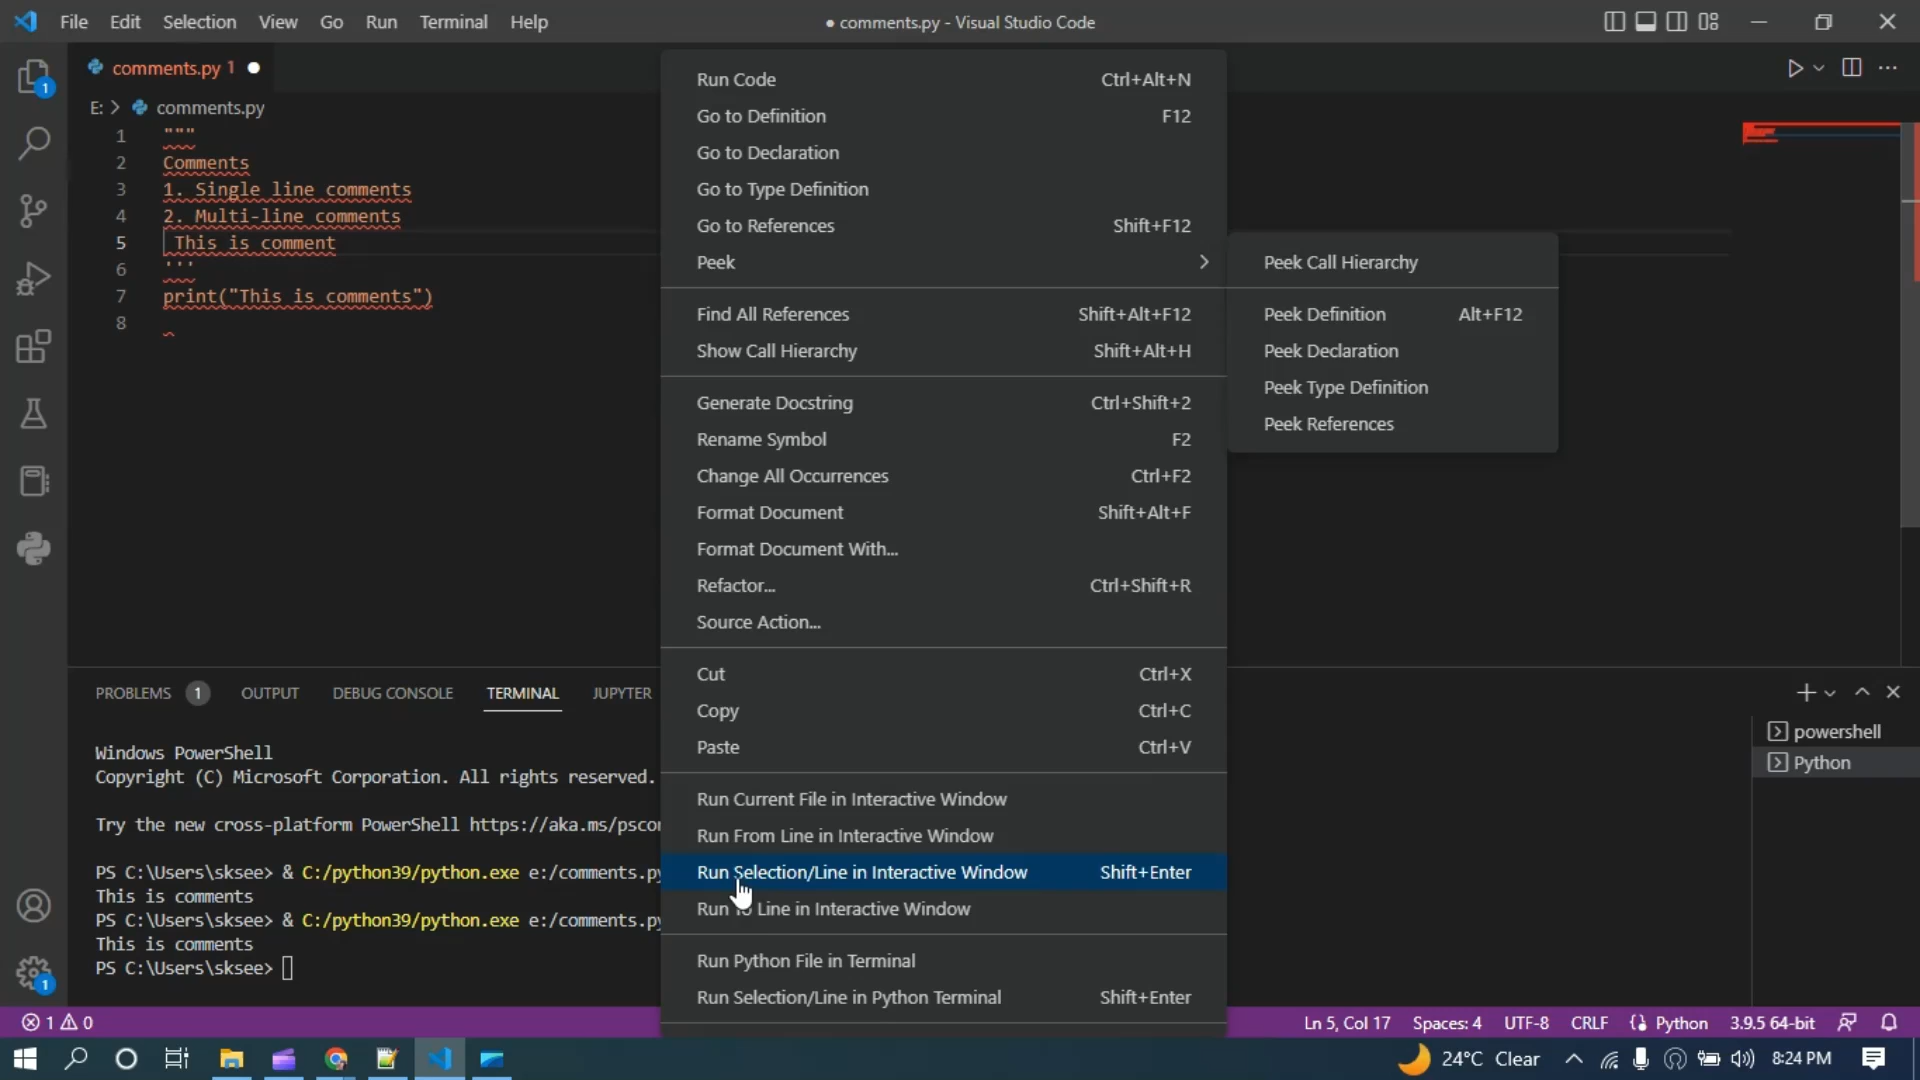 File Edit Selection View Go Run Terminal Help
● comments.py - Visual Studio Code
comments.py 1
E: > comments.py
1 """
2 Comments
3 1. Single line comments
4 2. Multi-line comments
5 This is comment
6 '''
7 print("This is comments")
8
Run Code Ctrl+Alt+N
Go to Definition F12
Go to Declaration
Go to Type Definition
Go to References Shift+F12
Peek
Find All References Shift+Alt+F12
Show Call Hierarchy Shift+Alt+H
Generate Docstring Ctrl+Shift+2
Rename Symbol F2
Change All Occurrences Ctrl+F2
Format Document Shift+Alt+F
Format Document With...
Refactor... Ctrl+Shift+R
Source Action...
Cut Ctrl+X
Copy Ctrl+C
Paste Ctrl+V
Run Current File in Interactive Window
Run From Line in Interactive Window
Run Selection/Line in Interactive Window Shift+Enter
Run To Line in Interactive Window
Run Python File in Terminal
Run Selection/Line in Python Terminal Shift+Enter
Peek Call Hierarchy
Peek Definition Alt+F12
Peek Declaration
Peek Type Definition
Peek References
PROBLEMS 1 OUTPUT DEBUG CONSOLE TERMINAL JUPYTER
Windows PowerShell
Copyright (C) Microsoft Corporation. All rights reserved.
Try the new cross-platform PowerShell https://aka.ms/pscor
PS C:\Users\sksee> & C:/python39/python.exe e:/comments.py
This is comments
PS C:\Users\sksee> & C:/python39/python.exe e:/comments.py
This is comments
PS C:\Users\sksee>
powershell
Python
1
1
1 0
Ln 5, Col 17 Spaces: 4 UTF-8 CRLF Python 3.9.5 64-bit
24°C Clear 8:24 PM